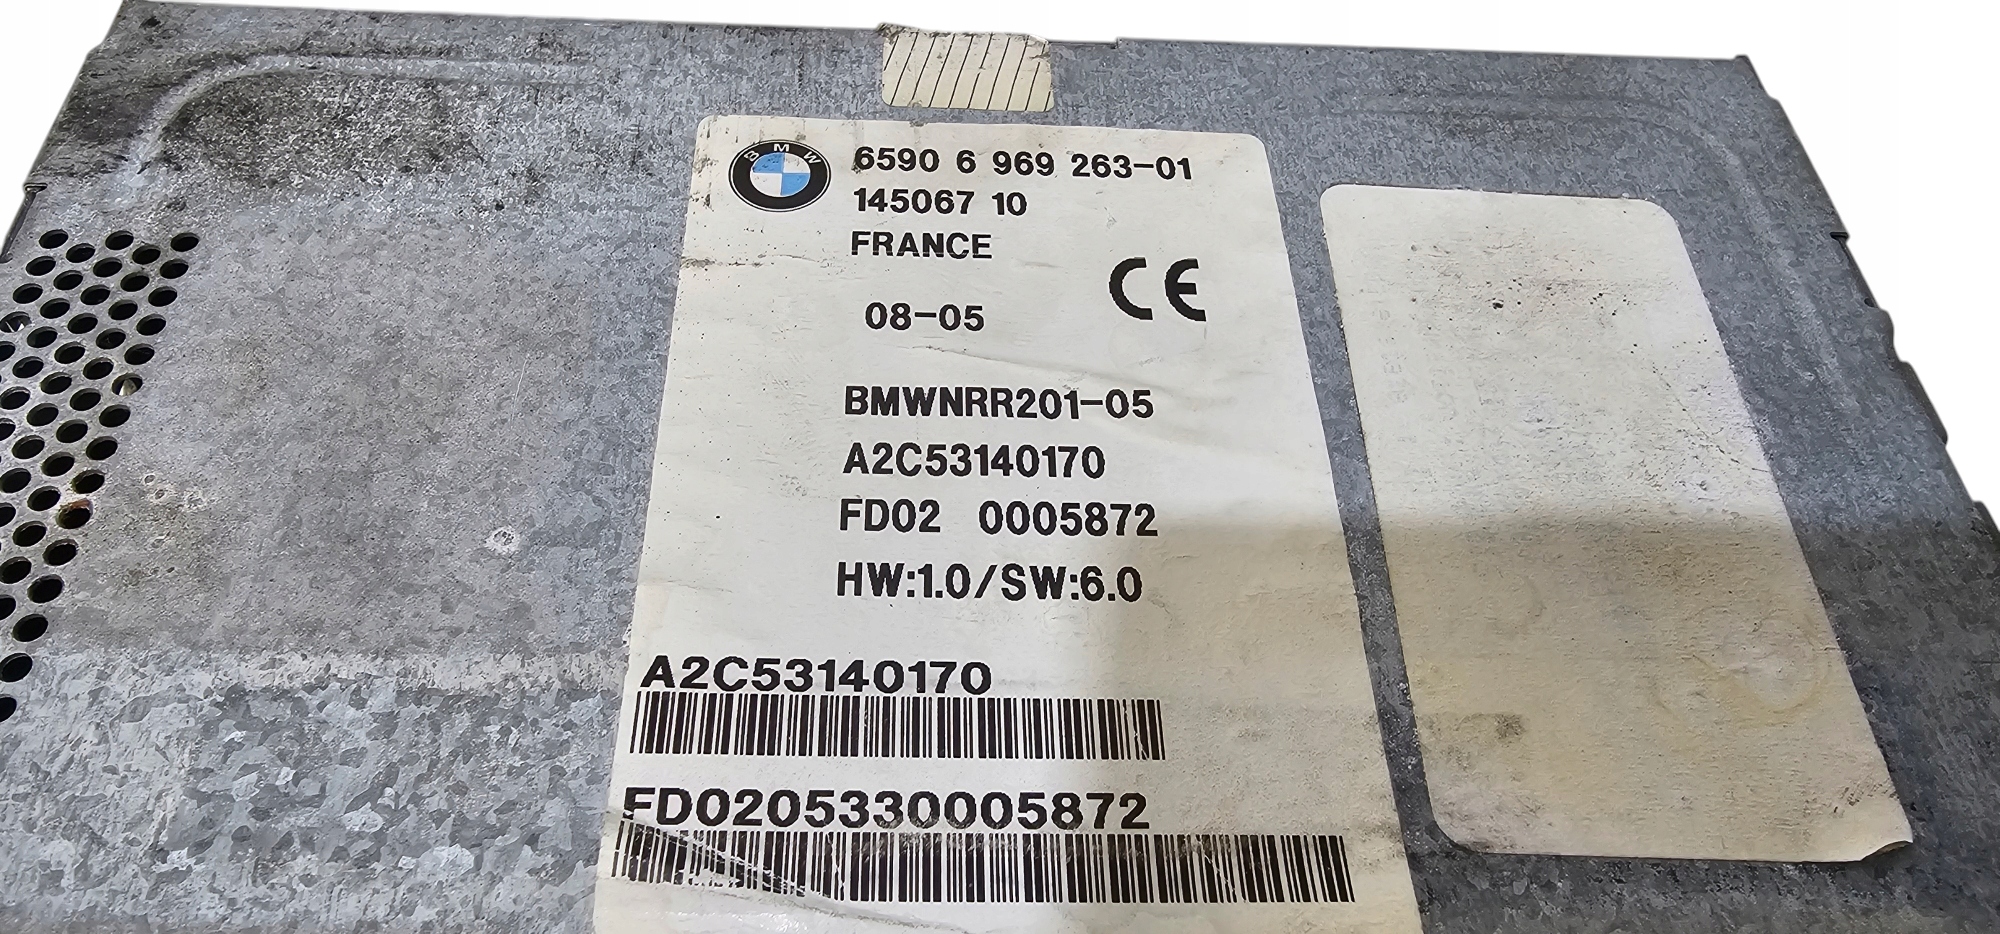 BMW
6590 6 969 263-01
145067 10
FRANCE
CE
08-05
BMWNRR201-05
A2C53140170
FD02 0005872
HW:1.0/SW:6.0
A2C53140170
FD0205330005872